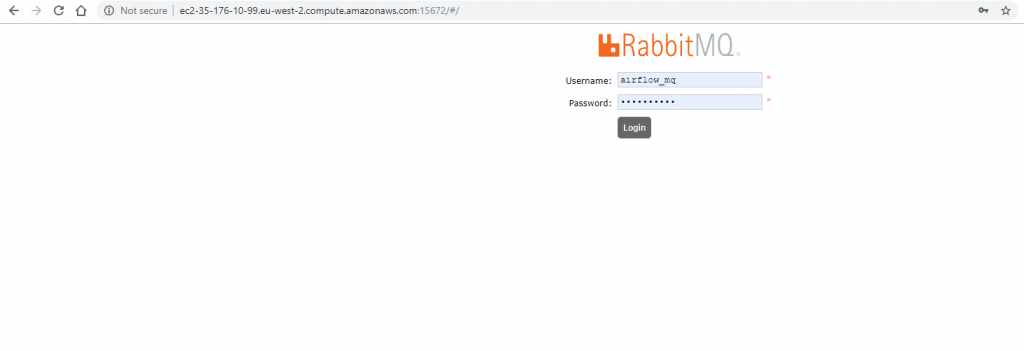 Not secure ec2-35-176-10-99.eu-west-2.compute.amazonaws.com:15672/#/
RabbitMQ
Username: airflow_mq *
Password: •••••••••• *
Login